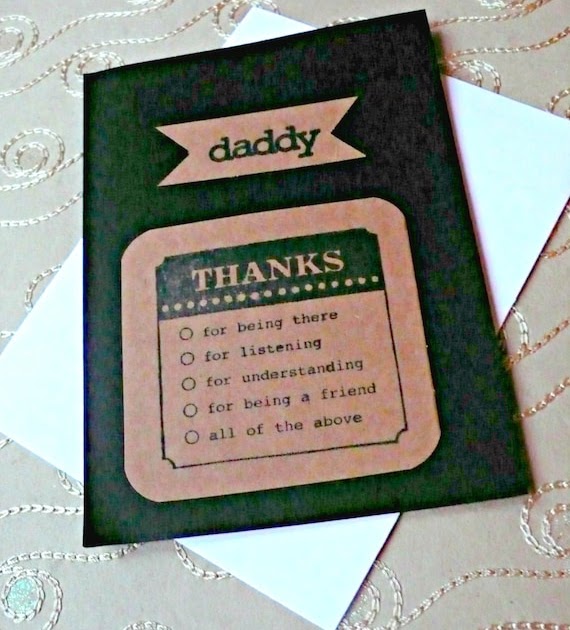 daddy
THANKS
for being there
for listening
for understanding
for being a friend
all of the above